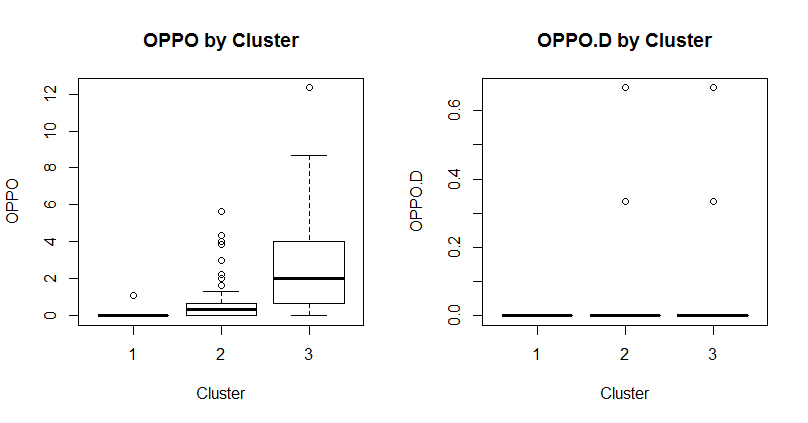 OPPO by Cluster
OPPO
0
2
4
6
8
10
12
1
2
3
Cluster
OPPO.D by Cluster
OPPO.D
0.0
0.2
0.4
0.6
1
2
3
Cluster